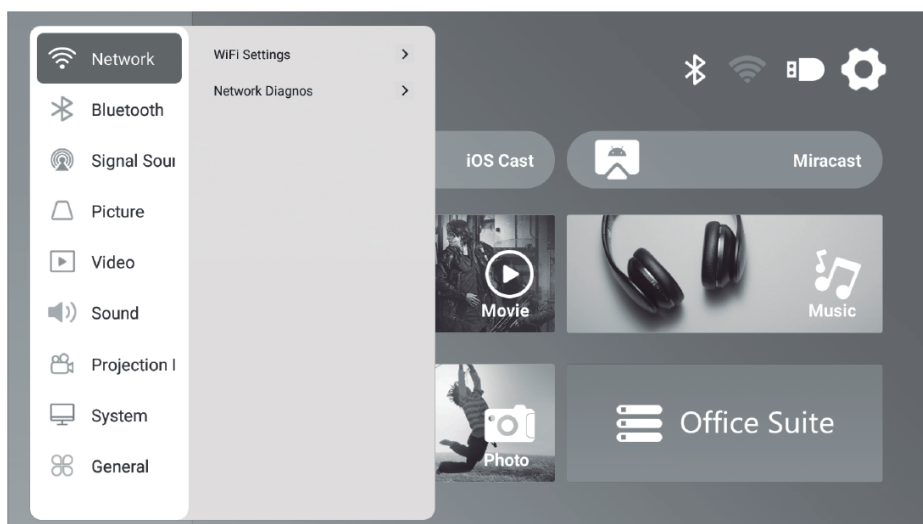 Network
Bluetooth
Signal Sour
Picture
Video
Sound
Projection I
System
General
WiFi Settings
Network Diagnos
iOS Cast
Miracast
Movie
Music
Photo
Office Suite